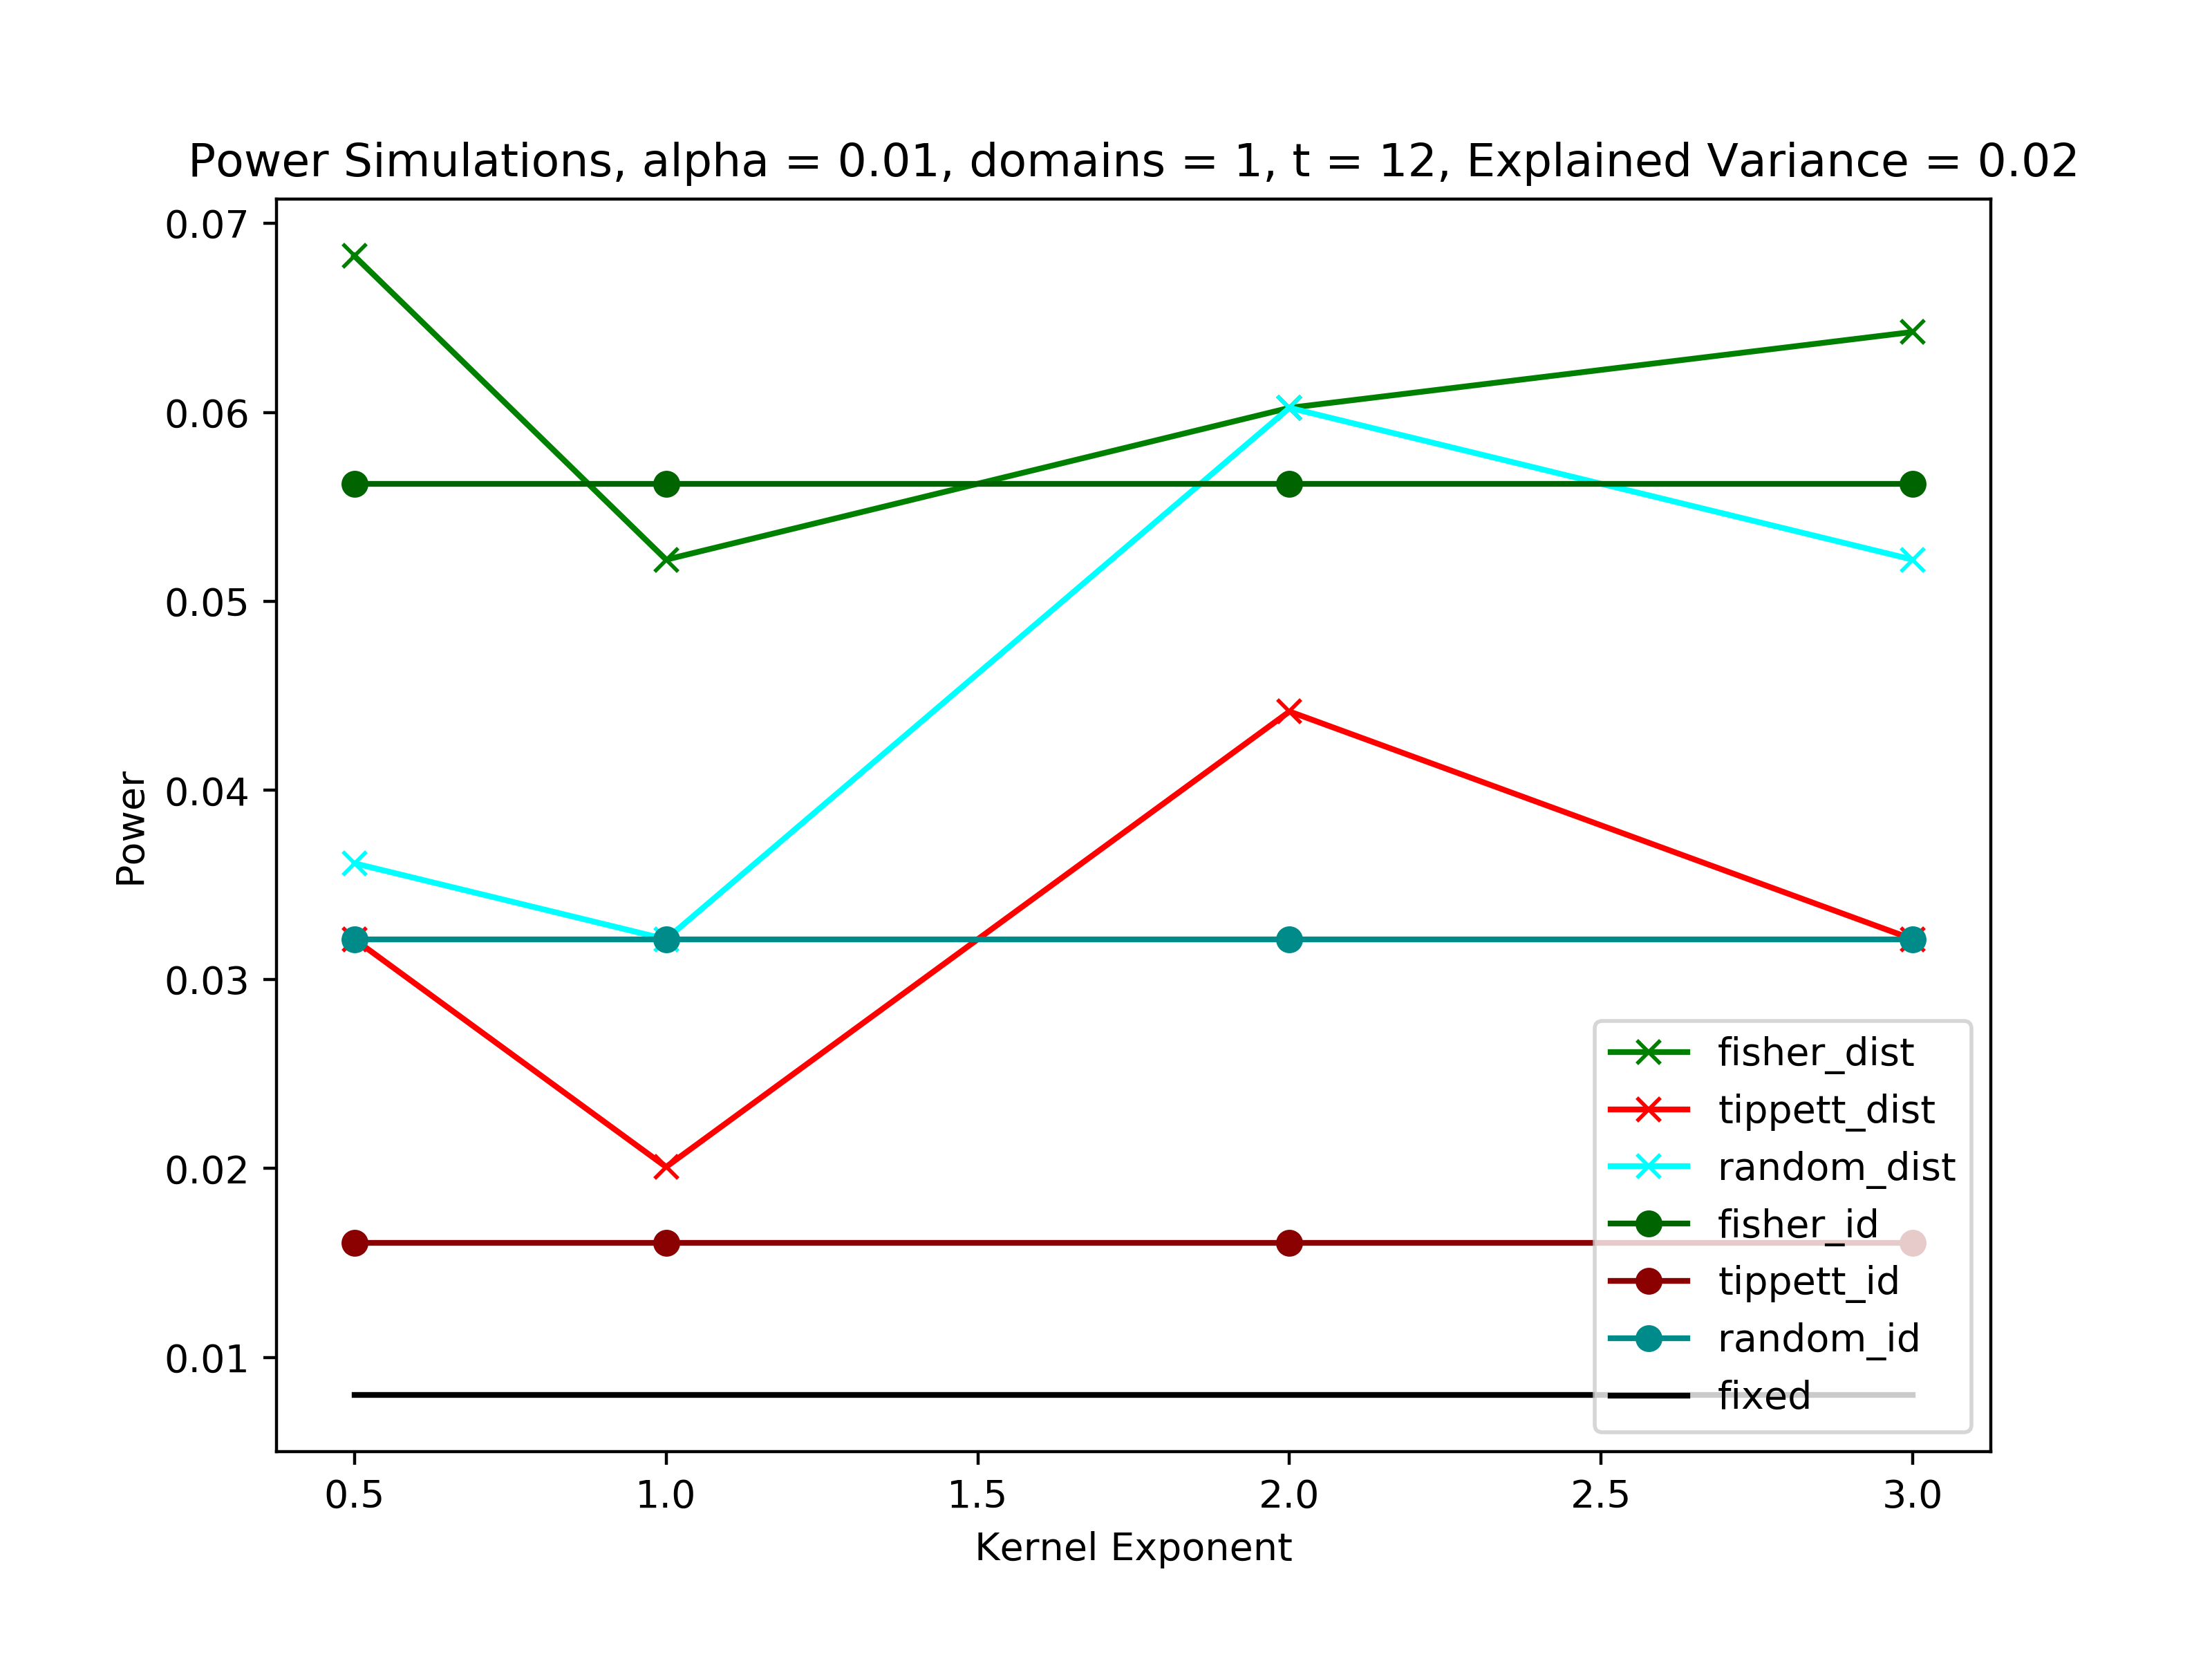 Power Simulations, alpha = 0.01, domains = 1, t = 12, Explained Variance = 0.02
0.07
0.06
0.05
0.04
0.03
0.02
0.01
Power
fisher_dist
tippett_dist
random_dist
fisher_id
tippett_id
random_id
fixed
0.5 1.0 1.5 2.0 2.5 3.0
Kernel Exponent